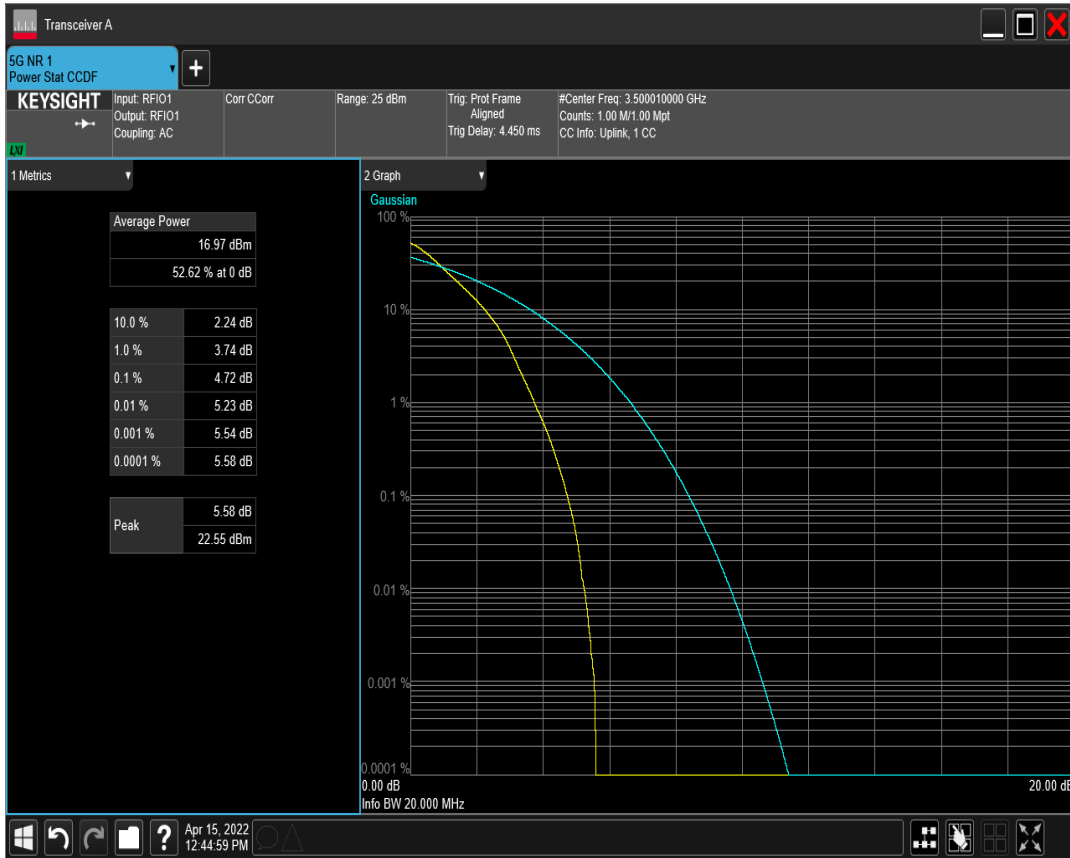 Transceiver A
5G NR 1
Power Stat CCDF
KEYSIGHT
LXI
Input: RFIO1
Output: RFIO1
Coupling: AC
Corr CCorr
Range: 25 dBm
Trig: Prot Frame
Aligned
Trig Delay: 4.450 ms
#Center Freq: 3.500010000 GHz
Counts: 1.00 M/1.00 Mpt
CC Info: Uplink, 1 CC
1 Metrics
Average Power
16.97 dBm
52.62 % at 0 dB
10.0 % 2.24 dB
1.0 % 3.74 dB
0.1 % 4.72 dB
0.01 % 5.23 dB
0.001 % 5.54 dB
0.0001 % 5.58 dB
Peak
5.58 dB
22.55 dBm
2 Graph
Gaussian
100 %
10 %
1 %
0.1 %
0.01 %
0.001 %
0.0001 %
0.00 dB 20.00 dB
Info BW 20.000 MHz
? Apr 15, 2022
12:44:59 PM